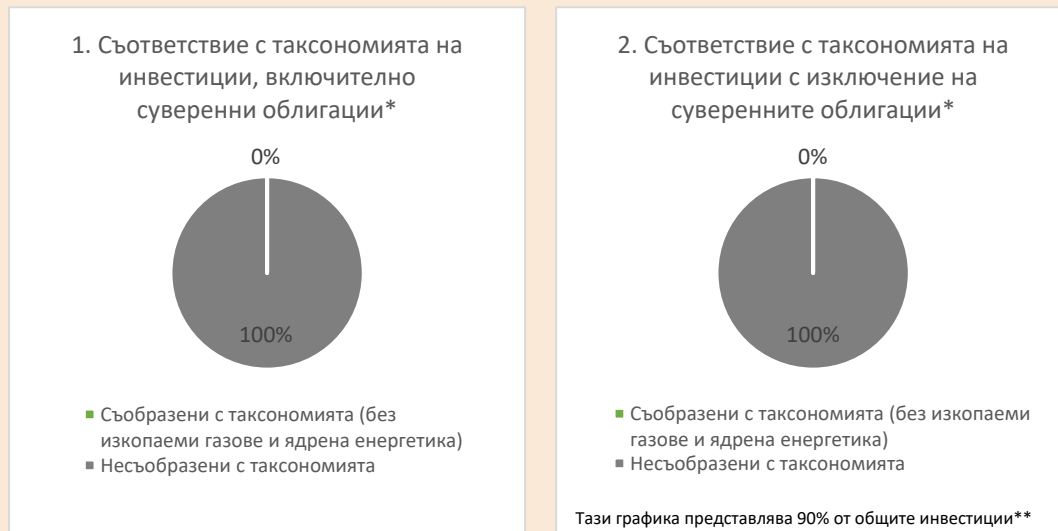 1. Съответствие с таксономията на
инвестиции, включително
суверенни облигации*
0%
100%
Съобразени с таксономията (без
изкопаеми газове и ядрена енергетика)
Несъобразени с таксономията
2. Съответствие с таксономията на
инвестиции с изключение на
суверенните облигации*
0%
100%
Съобразени с таксономията (без изкопаеми
газове и ядрена енергетика)
Несъобразени с таксономията
Тази графика представлява 90% от общите инвестиции**